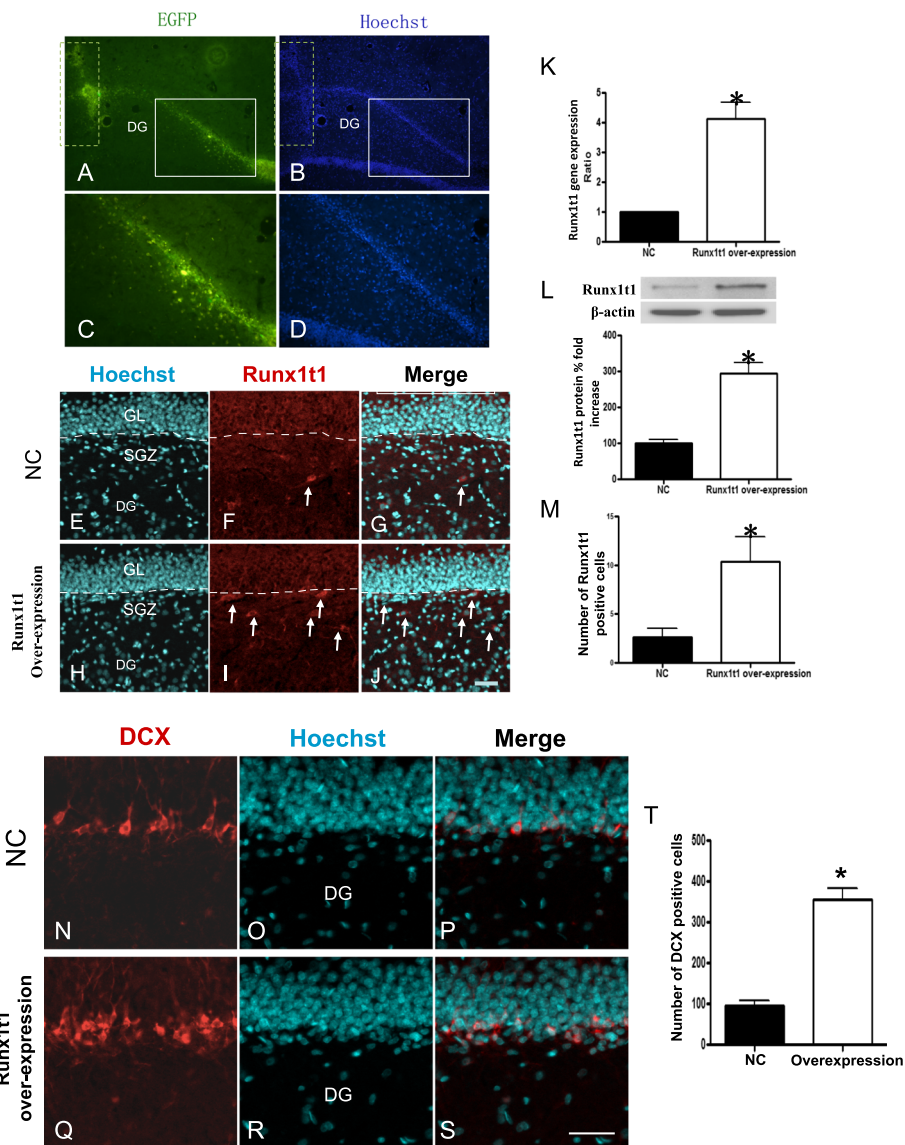 EGFP
Hoechst
DG
DG
A
B
C
D
Hoechst
Runx1t1
Merge
NC
GL
SGZ
DG
E
F
G
Runx1t1
Over-expression
GL
SGZ
DG
H
I
J
K
Runx1t1 gene expression
Ratio
5
4
3
2
1
0
NC
Runx1t1 over-expression
L
Runx1t1
β-actin
Runx1t1 protein % fold
increase
400
300
200
100
0
NC
Runx1t1 over-expression
M
Number of Runx1t1
positive cells
15
10
5
0
NC
Runx1t1 over-expression
*
*
*
DCX
Hoechst
Merge
NC
DG
N
O
P
Runx1t1
over-expression
DG
Q
R
S
T
Number of DCX positive cells
500
400
300
200
100
0
*
NC
Overexpression